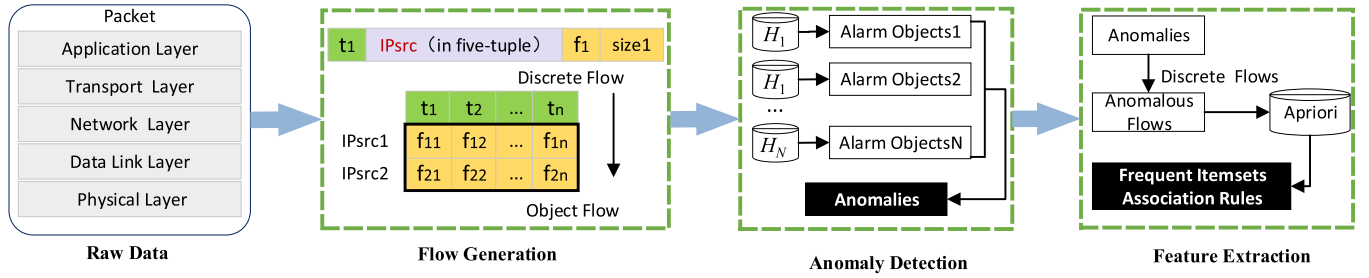 Packet
Application Layer
Transport Layer
Network Layer
Data Link Layer
Physical Layer
Raw Data
t1 IPsrc (in five-tuple) f1 size1
Discrete Flow
t1 t2 ... tn
IPsrc1 f11 f12 ... f1n
IPsrc2 f21 f22 ... f2n
Object Flow
Flow Generation
H1 Alarm Objects1
H1 Alarm Objects2
...
HN Alarm ObjectsN
Anomalies
Anomaly Detection
Anomalies
Discrete Flows
Anomalous
Flows
Apriori
Frequent Itemsets
Association Rules
Feature Extraction